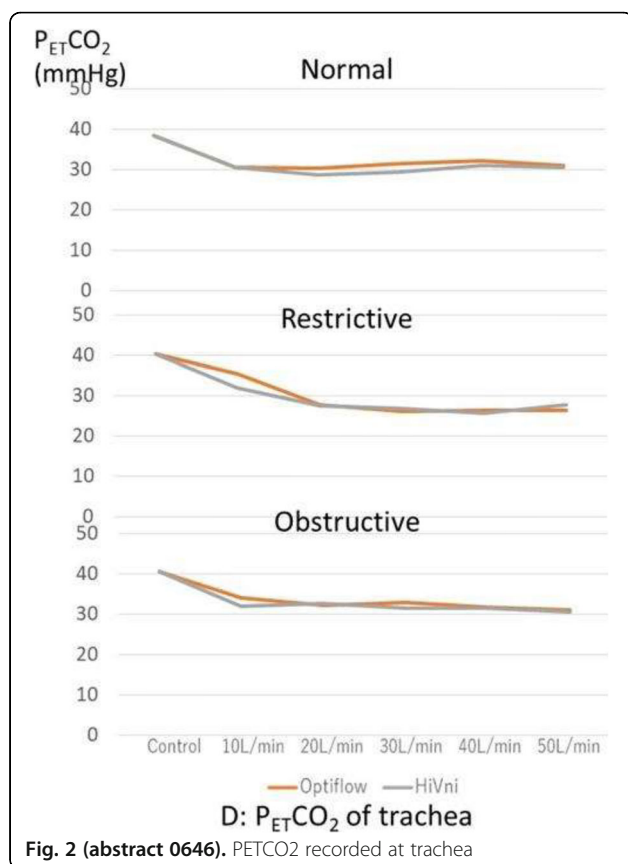 PETCO2
(mmHg)
Normal
50
40
30
20
10
0
Restrictive
50
40
30
20
10
0
Obstructive
50
40
30
20
10
0
Control 10L/min 20L/min 30L/min 40L/min 50L/min
Optiflow HiVni
D: PETCO2 of trachea
Fig. 2 (abstract 0646). PETCO2 recorded at trachea